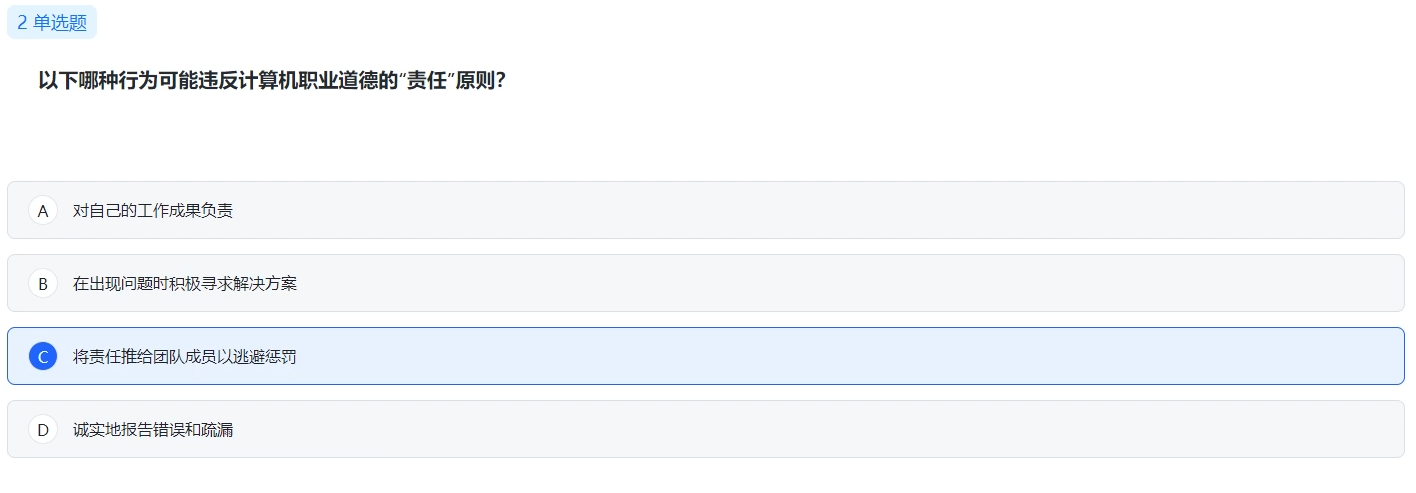 2 单选题
以下哪种行为可能违反计算机职业道德的“责任”原则？
A 对自己的工作成果负责
B 在出现问题时积极寻求解决方案
C 将责任推给团队成员以逃避惩罚
D 诚实地报告错误和疏漏